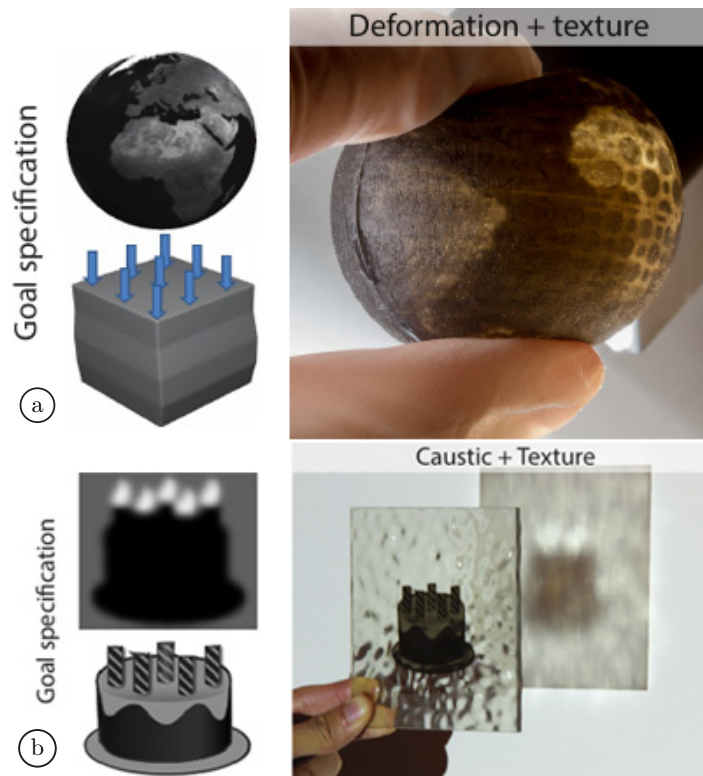 Deformation + texture
Goal specification
a
Caustic + Texture
Goal specification
b